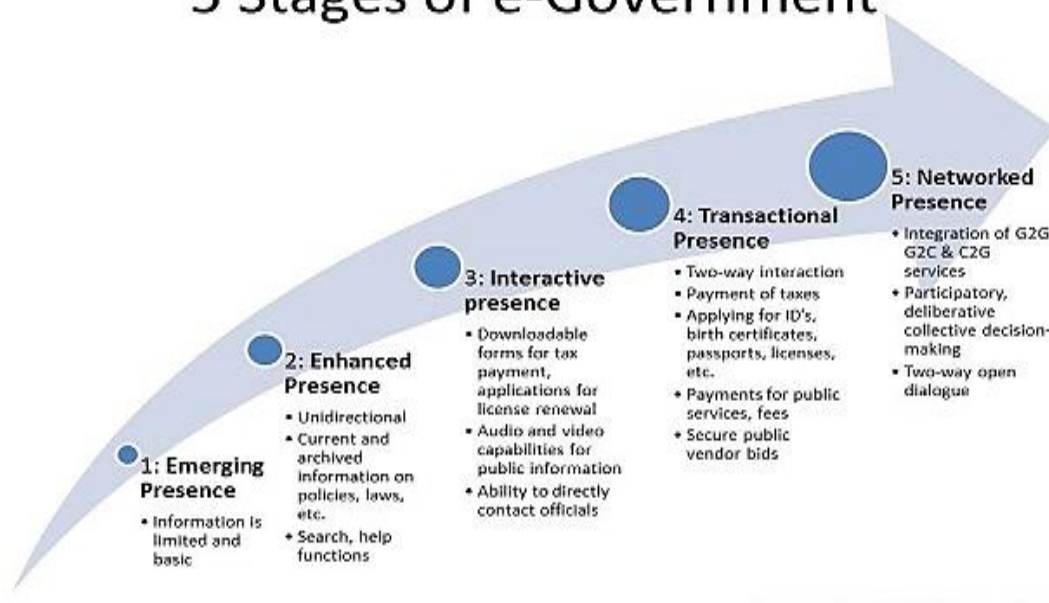 5 Stages of e-Government
1: Emerging
Presence
• Information is
limited and
basic
2: Enhanced
Presence
• Unidirectional
• Current and
archived
information on
policies, laws,
etc.
• Search, help
functions
3: Interactive
presence
• Downloadable
forms for tax
payment,
applications for
license renewal
• Audio and video
capabilities for
public information
• Ability to directly
contact officials
4: Transactional
Presence
• Two-way interaction
• Payment of taxes
• Applying for ID's,
birth certificates,
passports, licenses,
etc.
• Payments for public
services, fees
• Secure public
vendor bids
5: Networked
Presence
• Integration of G2G
G2C & C2G
services
• Participatory,
deliberative
collective decision-
making
• Two-way open
dialogue